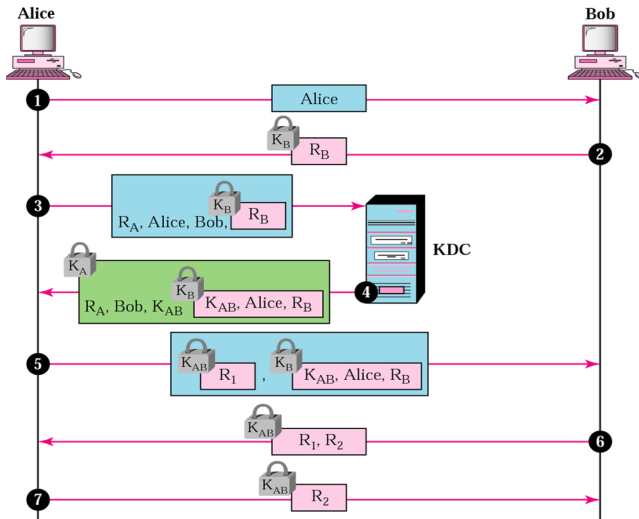 Alice Bob
1 Alice
K_B R_B 2
3 R_A, Alice, Bob, K_B R_B
KDC
K_A
R_A, Bob, K_AB K_B K_AB, Alice, R_B 4
5 K_AB R_1 , K_B K_AB, Alice, R_B
K_AB R_1, R_2 6
7 K_AB R_2